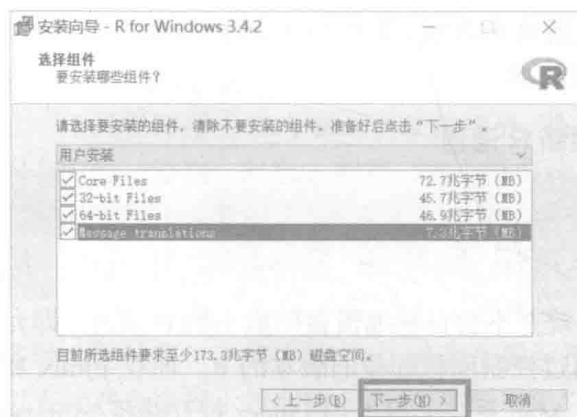 安装向导 - R for Windows 3.4.2
选择组件
要安装哪些组件?
R
请选择要安装的组件，清除不要安装的组件。准备好后点击“下一步”。
用户安装
Core Files 72.7兆字节 (MB)
32-bit Files 45.7兆字节 (MB)
64-bit Files 46.9兆字节 (MB)
Message translations 7.3兆字节 (MB)
目前所选组件要求至少173.3兆字节 (MB) 磁盘空间。
< 上一步(B) 下一步(N) > 取消